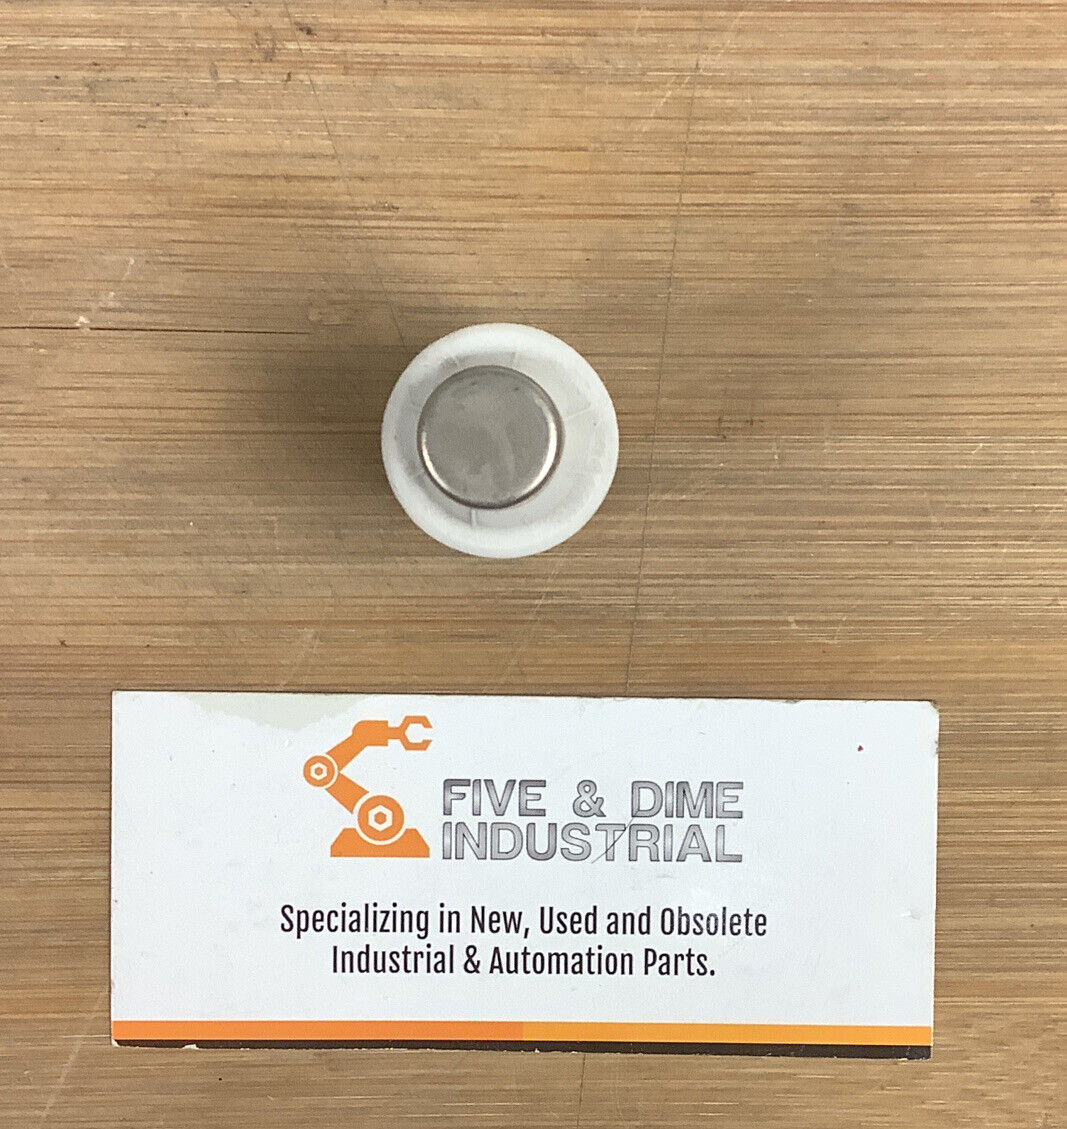 FIVE & DIME
INDUSTRIAL
Specializing in New, Used and Obsolete
Industrial & Automation Parts.